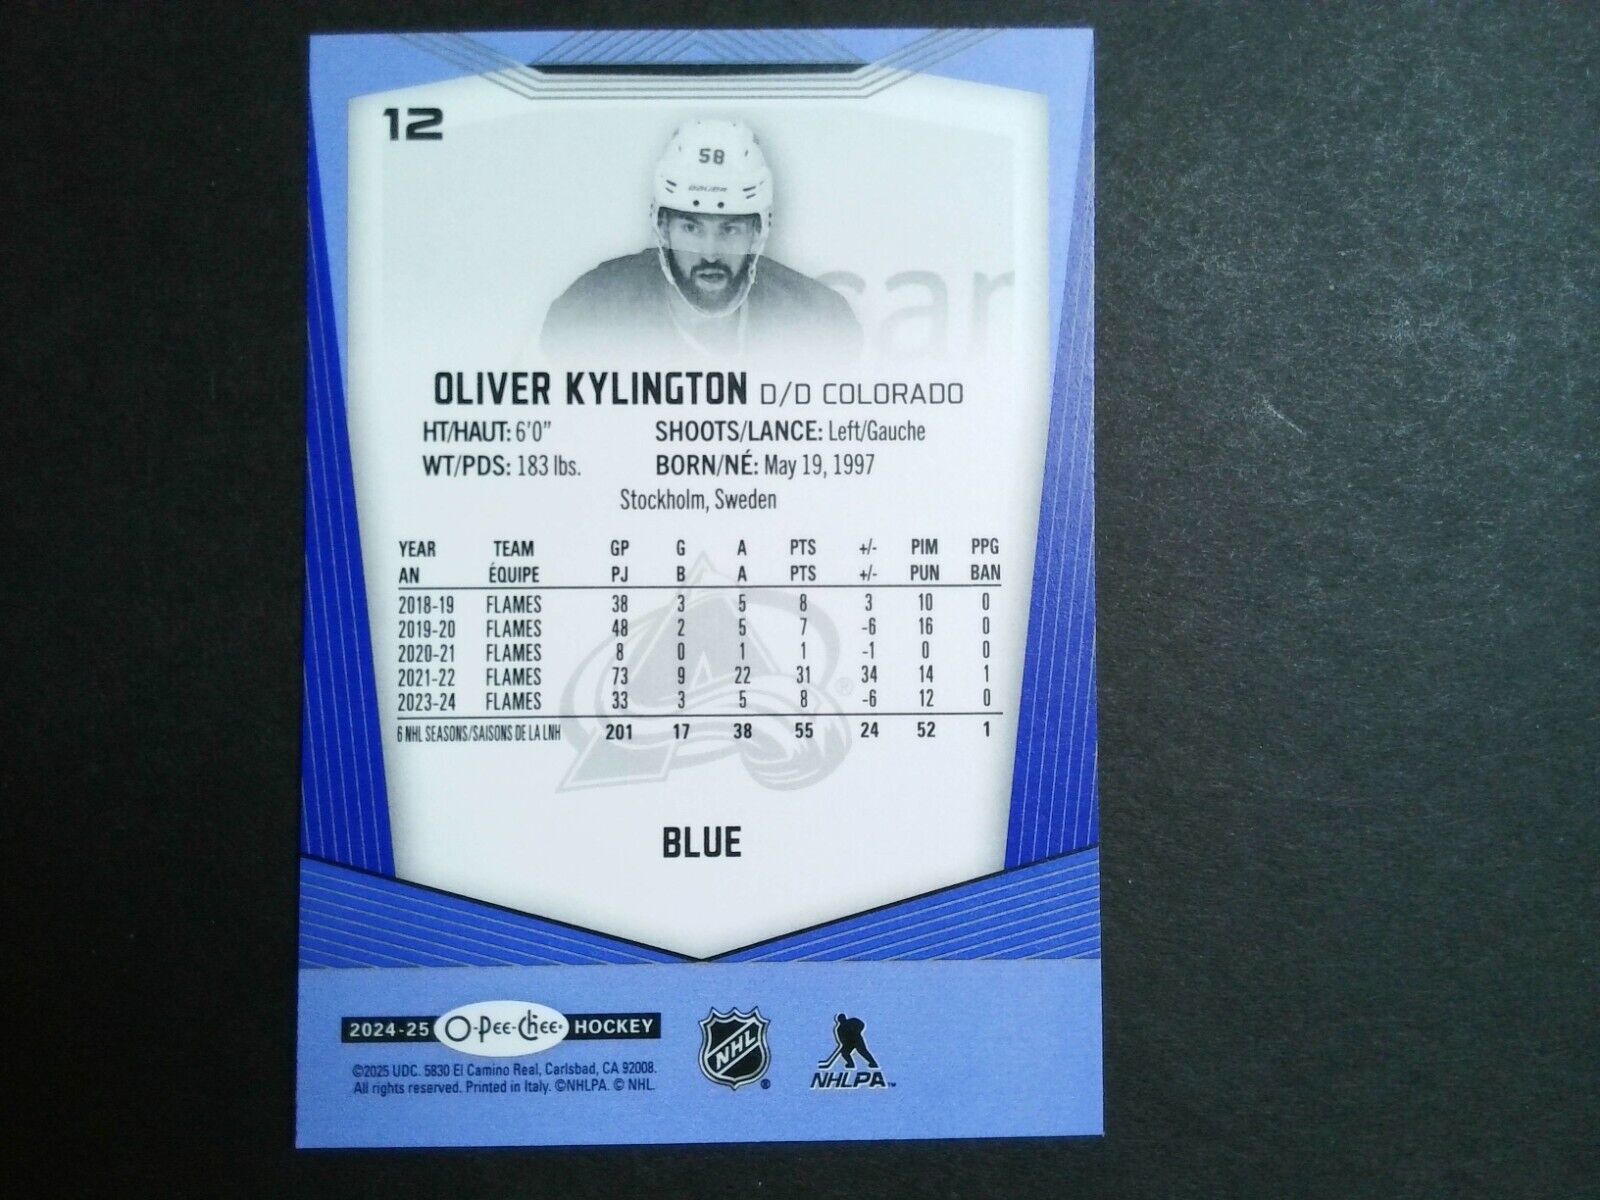 12
58
BAUER
car
OLIVER KYLINGTON D/D COLORADO
HT/HAUT: 6'0" SHOOTS/LANCE: Left/Gauche
WT/PDS: 183 lbs. BORN/NÉ: May 19, 1997
Stockholm, Sweden
YEAR TEAM GP G A PTS +/- PIM PPG
AN ÉQUIPE PJ B A PTS +/- PUN BAN
2018-19 FLAMES 38 3 5 8 3 10 0
2019-20 FLAMES 48 2 5 7 -6 16 0
2020-21 FLAMES 8 0 1 1 -1 0 0
2021-22 FLAMES 73 9 22 31 34 14 1
2023-24 FLAMES 33 3 5 8 -6 12 0
6 NHL SEASONS/SAISONS DE LA LNH 201 17 38 55 24 52 1
BLUE
2024-25 O-Pee-Chee HOCKEY
©2025 UDC. 5830 El Camino Real, Carlsbad, CA 92008.
All rights reserved. Printed in Italy. ©NHLPA. © NHL.
NHL ®
NHLPA™